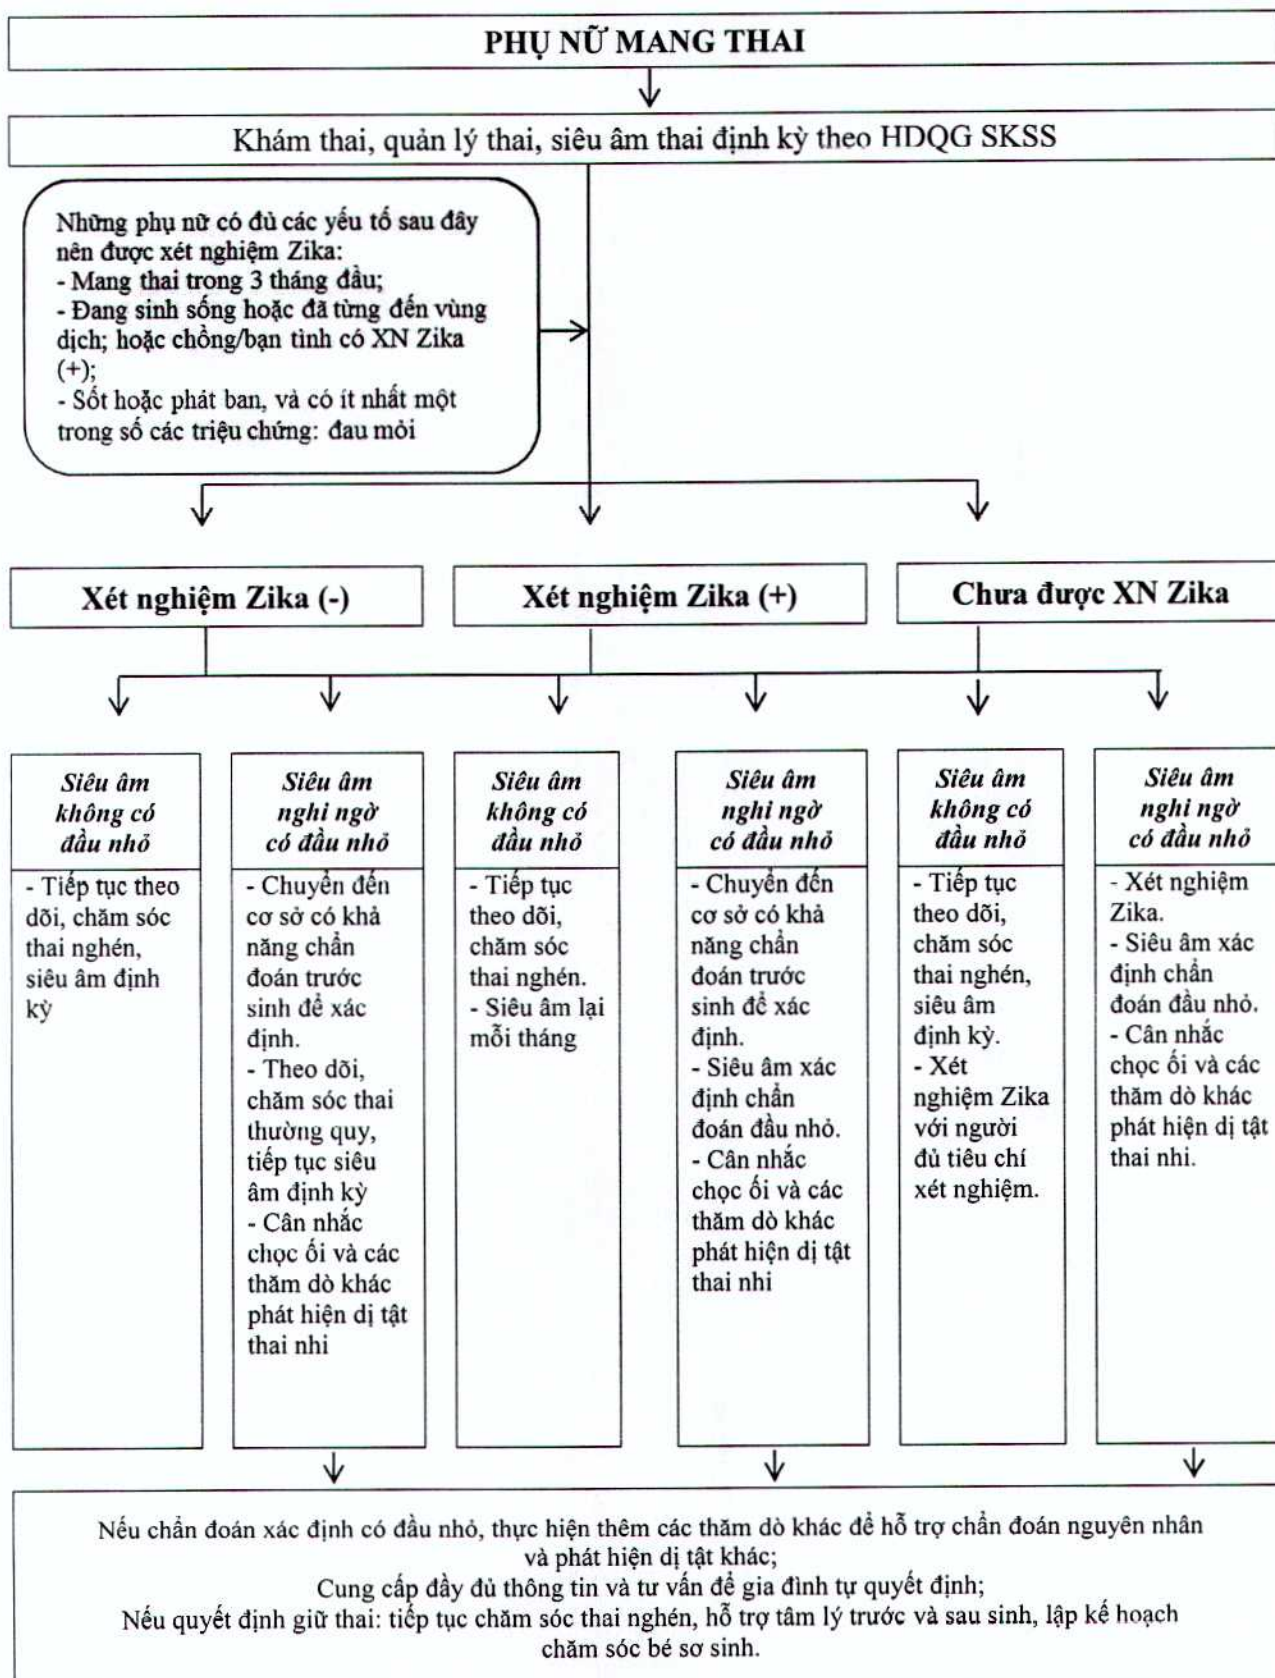 PHỤ NỮ MANG THAI
Khám thai, quản lý thai, siêu âm thai định kỳ theo HDQG SKSS
Những phụ nữ có đủ các yếu tố sau đây
nên được xét nghiệm Zika:
- Mang thai trong 3 tháng đầu;
- Đang sinh sống hoặc đã từng đến vùng
dịch; hoặc chồng/bạn tình có XN Zika
(+);
- Sốt hoặc phát ban, và có ít nhất một
trong số các triệu chứng: đau mỏi
Xét nghiệm Zika (-)
Xét nghiệm Zika (+)
Chưa được XN Zika
Siêu âm
không có
đầu nhỏ
- Tiếp tục theo
dõi, chăm sóc
thai nghén,
siêu âm định
kỳ
Siêu âm
nghi ngờ
có đầu nhỏ
- Chuyển đến
cơ sở có khả
năng chẩn
đoán trước
sinh để xác
định.
- Theo dõi,
chăm sóc thai
thường quy,
tiếp tục siêu
âm định kỳ
- Cân nhắc
chọc ối và các
thăm dò khác
phát hiện dị tật
thai nhi
Siêu âm
không có
đầu nhỏ
- Tiếp tục
theo dõi,
chăm sóc
thai nghén.
- Siêu âm lại
mỗi tháng
Siêu âm
nghi ngờ
có đầu nhỏ
- Chuyển đến
cơ sở có khả
năng chẩn
đoán trước
sinh để xác
định.
- Siêu âm xác
định chẩn
đoán đầu nhỏ.
- Cân nhắc
chọc ối và các
thăm dò khác
phát hiện dị tật
thai nhi
Siêu âm
không có
đầu nhỏ
- Tiếp tục
theo dõi,
chăm sóc
thai nghén,
siêu âm
định kỳ.
- Xét
nghiệm Zika
với người
đủ tiêu chí
xét nghiệm.
Siêu âm
nghi ngờ
có đầu nhỏ
- Xét nghiệm
Zika.
- Siêu âm xác
định chẩn
đoán đầu nhỏ.
- Cân nhắc
chọc ối và các
thăm dò khác
phát hiện dị tật
thai nhi.
Nếu chẩn đoán xác định có đầu nhỏ, thực hiện thêm các thăm dò khác để hỗ trợ chẩn đoán nguyên nhân
và phát hiện dị tật khác;
Cung cấp đầy đủ thông tin và tư vấn để gia đình tự quyết định;
Nếu quyết định giữ thai: tiếp tục chăm sóc thai nghén, hỗ trợ tâm lý trước và sau sinh, lập kế hoạch
chăm sóc bé sơ sinh.